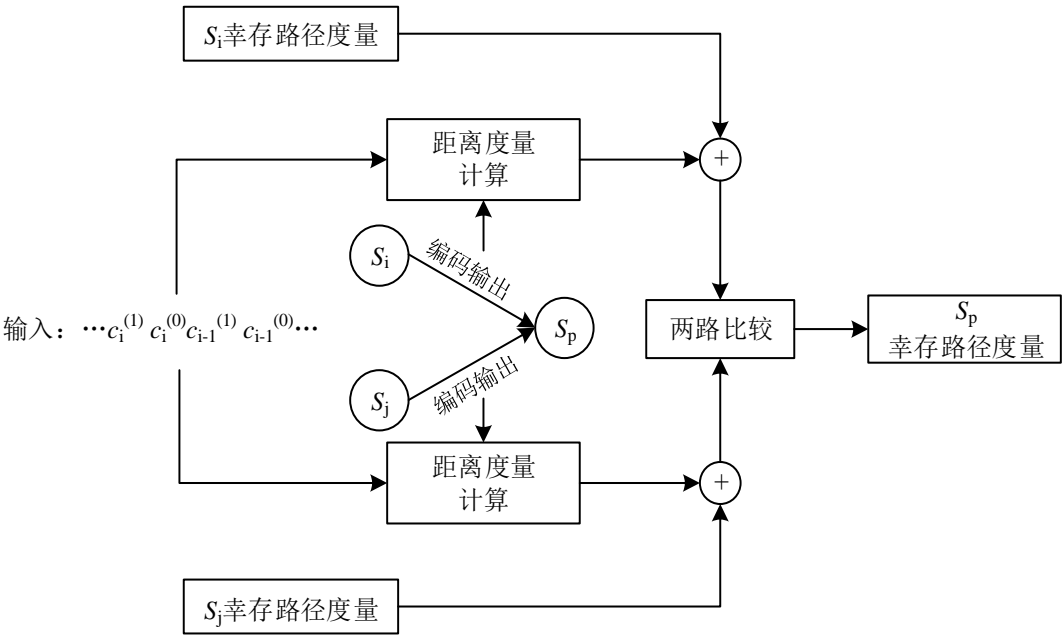 Si幸存路径度量
距离度量
计算
+
Si
编码输出
输入：…ci(1) ci(0)ci-1(1) ci-1(0)…
Sp
两路比较
Sp
幸存路径度量
Sj
编码输出
距离度量
计算
+
Sj幸存路径度量